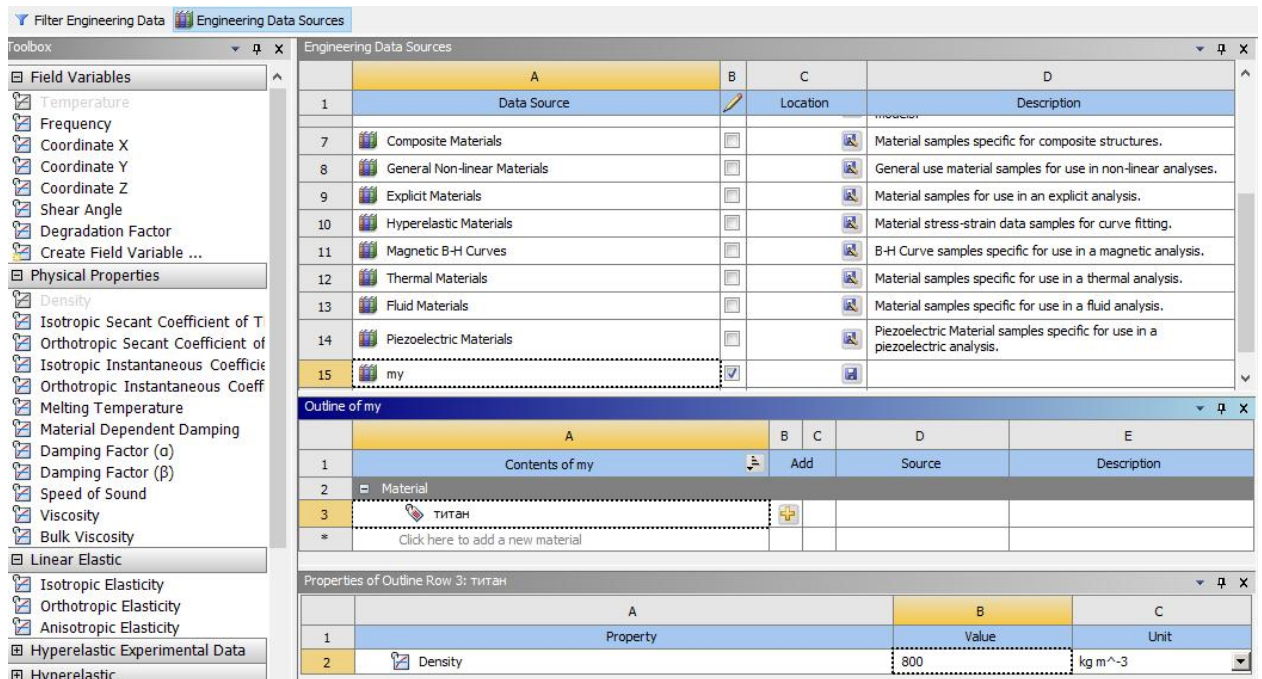 Filter Engineering Data Engineering Data Sources
Toolbox
Field Variables
Temperature
Frequency
Coordinate X
Coordinate Y
Coordinate Z
Shear Angle
Degradation Factor
Create Field Variable ...
Physical Properties
Density
Isotropic Secant Coefficient of T
Orthotropic Secant Coefficient of
Isotropic Instantaneous Coefficie
Orthotropic Instantaneous Coeff
Melting Temperature
Material Dependent Damping
Damping Factor (α)
Damping Factor (β)
Speed of Sound
Viscosity
Bulk Viscosity
Linear Elastic
Isotropic Elasticity
Orthotropic Elasticity
Anisotropic Elasticity
Hyperelastic Experimental Data
Hyperelastic
Engineering Data Sources
A B C D
1 Data Source Location Description
models.
7 Composite Materials Material samples specific for composite structures.
8 General Non-linear Materials General use material samples for use in non-linear analyses.
9 Explicit Materials Material samples for use in an explicit analysis.
10 Hyperelastic Materials Material stress-strain data samples for curve fitting.
11 Magnetic B-H Curves B-H Curve samples specific for use in a magnetic analysis.
12 Thermal Materials Material samples specific for use in a thermal analysis.
13 Fluid Materials Material samples specific for use in a fluid analysis.
14 Piezoelectric Materials Piezoelectric Material samples specific for use in a
piezoelectric analysis.
15 my
Outline of my
A B C D E
1 Contents of my Add Source Description
2 Material
3 титан
* Click here to add a new material
Properties of Outline Row 3: титан
A B C
1 Property Value Unit
2 Density 800 kg m^-3